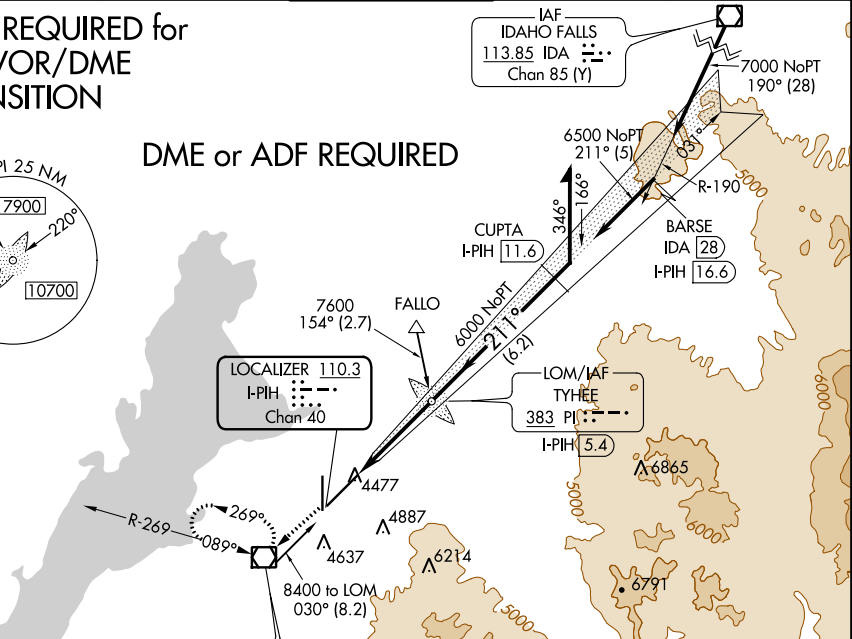 REQUIRED for
VOR/DME
NSITION
DME or ADF REQUIRED
IAF
IDAHO FALLS
113.85 IDA
Chan 85 (Y)
7000 NoPT
190° (28)
6500 NoPT
211° (5)
031°
R-190
5000
25 NM
7900
220°
10700
346°
166°
CUPTA
I-PIH 11.6
BARSE
IDA 28
I-PIH 16.6
7600
154° (2.7)
FALLO
6000 NoPT
211°
(6.2)
LOCALIZER 110.3
I-PIH
Chan 40
LOM/IAF
TYHEE
383 PI
I-PIH 5.4
6000
4477
6865
5000
4887
6000
R-269
089°
269°
4637
6214
6791
8400 to LOM
030° (8.2)
5000